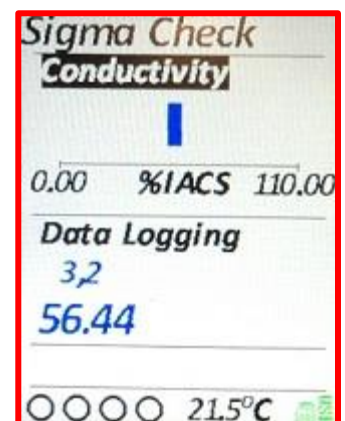 Sigma Check
Conductivity
0.00 %IACS 110.00
Data Logging
3,2
56.44
21.5°C